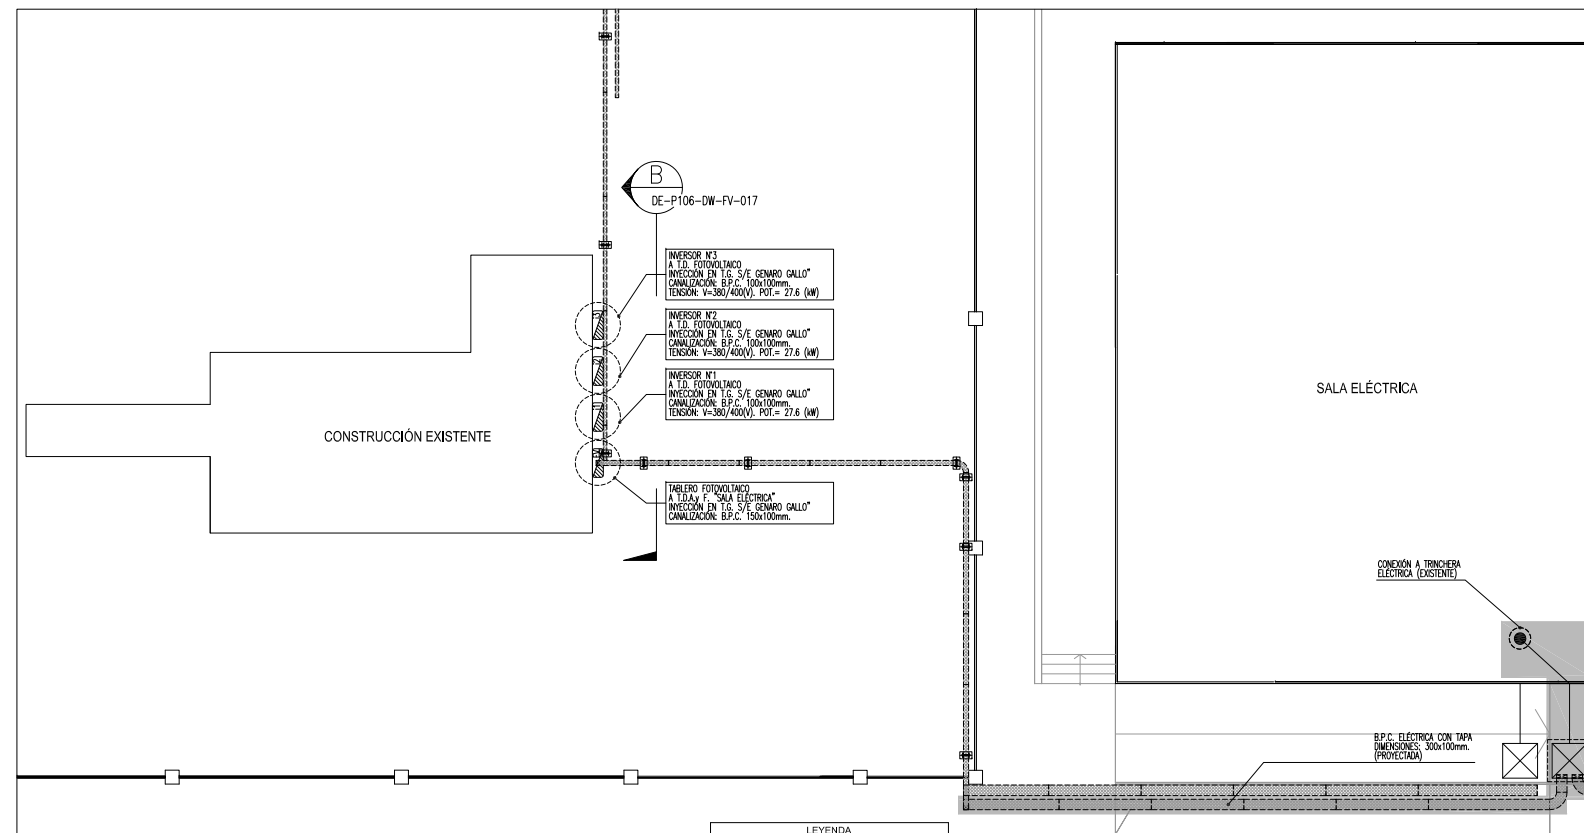 B
DE-P106-DW-FV-017
INVERSOR N°3
A T.D. FOTOVOLTAICO
INYECCIÓN EN T.G. S/E GENARO GALLO"
CANALIZACIÓN: B.P.C. 100x100mm.
TENSIÓN: V=380/400(V). POT.= 27.6 (kW)
INVERSOR N°2
A T.D. FOTOVOLTAICO
INYECCIÓN EN T.G. S/E GENARO GALLO"
CANALIZACIÓN: B.P.C. 100x100mm.
TENSIÓN: V=380/400(V). POT.= 27.6 (kW)
INVERSOR N°1
A T.D. FOTOVOLTAICO
INYECCIÓN EN T.G. S/E GENARO GALLO"
CANALIZACIÓN: B.P.C. 100x100mm.
TENSIÓN: V=380/400(V). POT.= 27.6 (kW)
SALA ELÉCTRICA
CONSTRUCCIÓN EXISTENTE
TABLERO FOTOVOLTAICO
A T.D.A.y F. "SALA ELÉCTRICA"
INYECCIÓN EN T.G. S/E GENARO GALLO"
CANALIZACIÓN: B.P.C. 150x100mm.
CONEXIÓN A TRINCHERA
ELÉCTRICA (EXISTENTE)
B.P.C. ELÉCTRICA CON TAPA
DIMENSIONES: 300x100mm.
(PROYECTADA)
LEYENDA